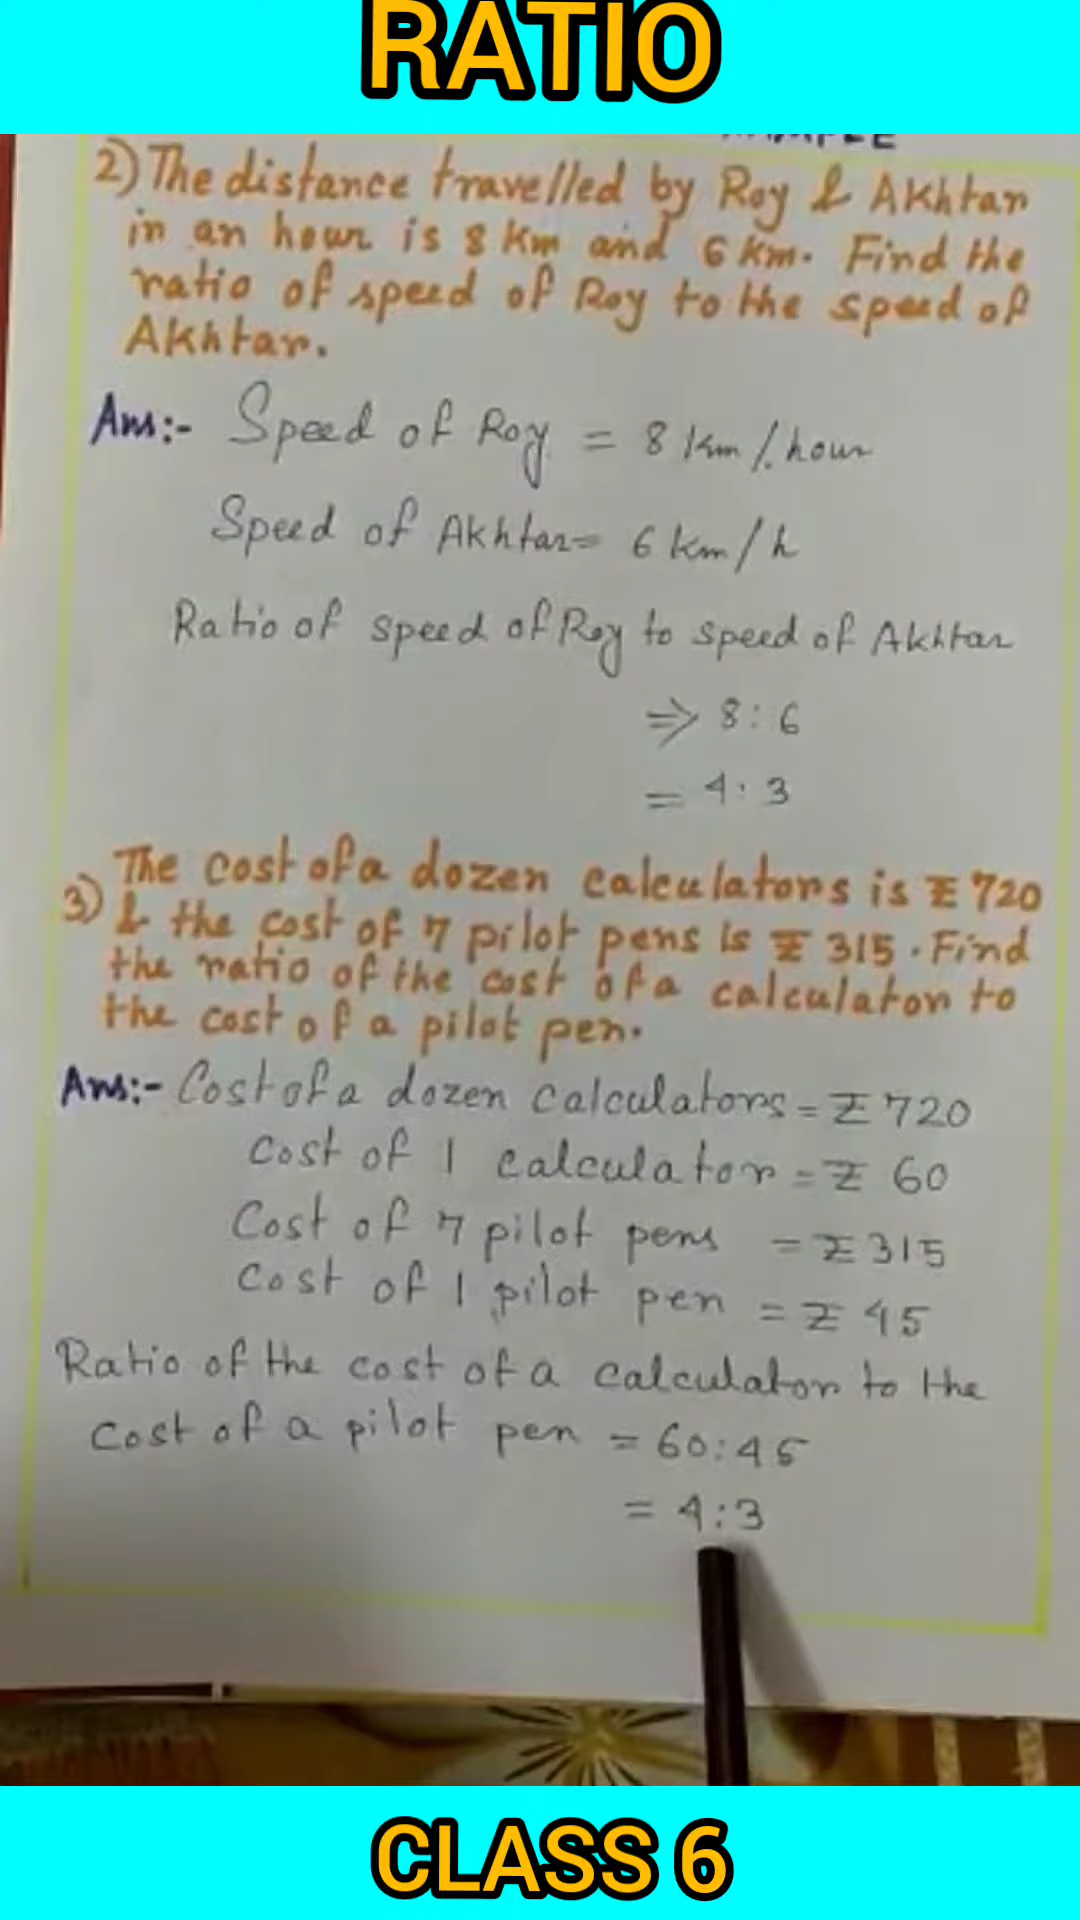 RATIO
2) The distance travelled by Roy & Akhtar
in an hour is 8 km and 6 km. Find the
ratio of speed of Roy to the speed of
Akhtar.
Ans:- Speed of Roy = 8 km/hour
Speed of Akhtar= 6 km/h
Ratio of speed of Roy to speed of Akhtar
⇒ 8:6
= 4:3
3) The cost of a dozen calculators is ₹ 720
& the cost of 7 pilot pens is ₹ 315. Find
the ratio of the cost of a calculator to
the cost of a pilot pen.
Ans:- Cost of a dozen calculators = ₹ 720
Cost of 1 calculator = ₹ 60
Cost of 7 pilot pens = ₹ 315
Cost of 1 pilot pen = ₹ 45
Ratio of the cost of a calculator to the
cost of a pilot pen = 60:45
= 4:3
CLASS 6